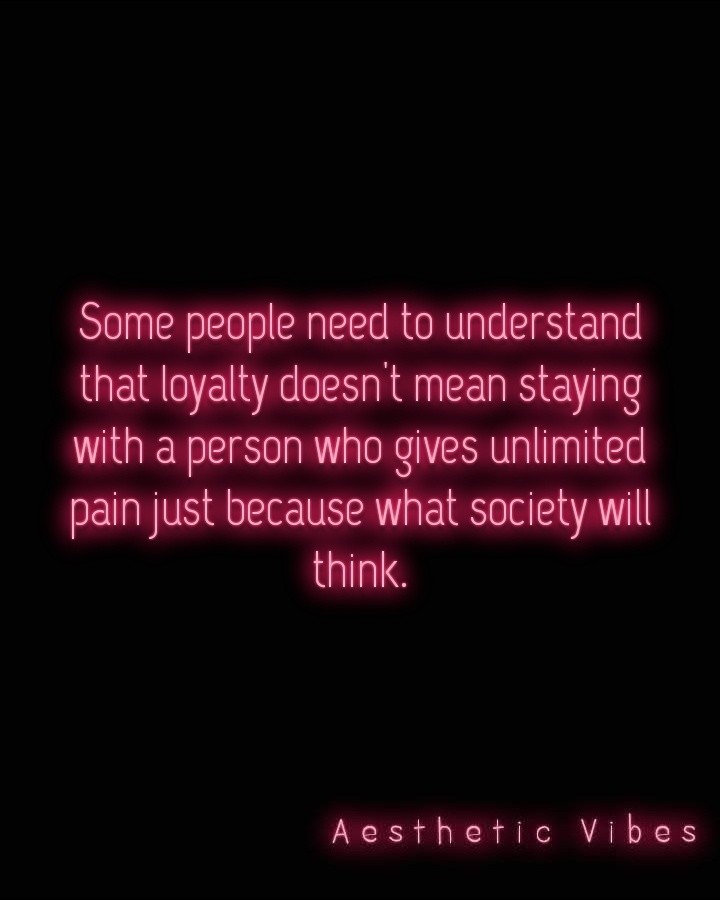 Some people need to understand
that loyalty doesn't mean staying
with a person who gives unlimited
pain just because what society will
think.
Aesthetic Vibes